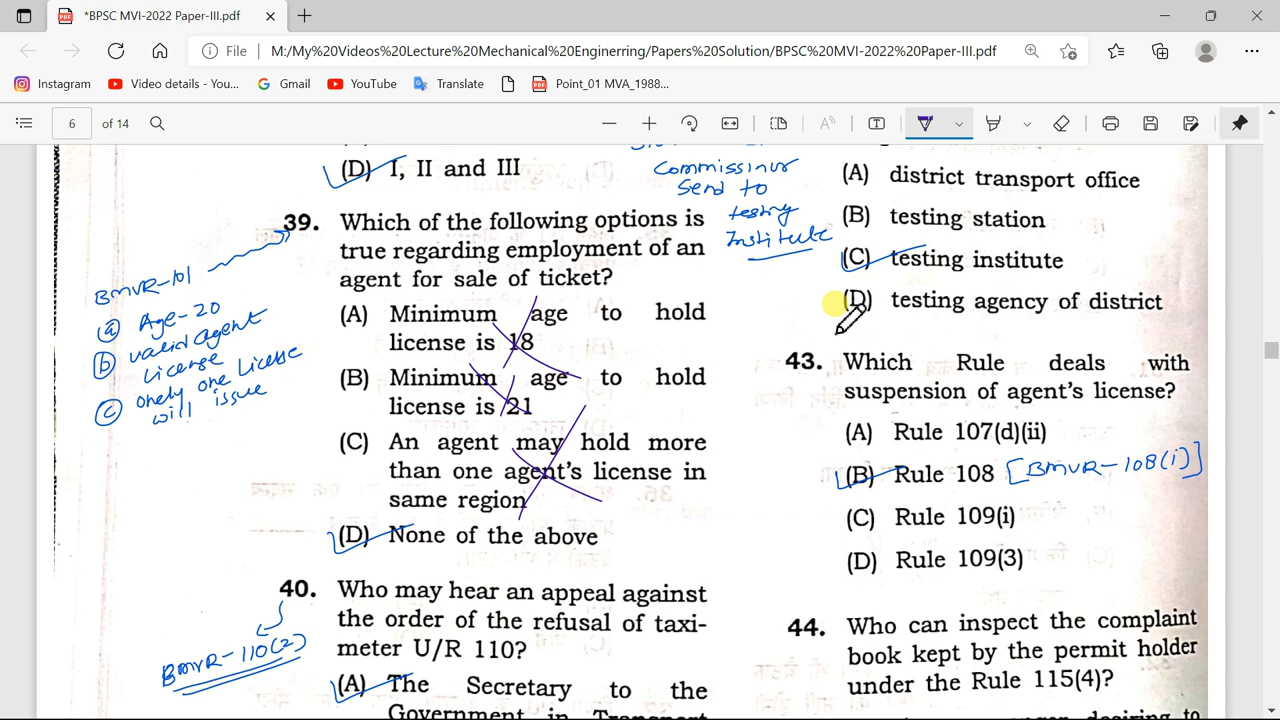 *BPSC MVI-2022 Paper-III.pdf
File
M:/My%20Videos%20Lecture%20Mechanical%20Enginerring/Papers%20Solution/BPSC%20MVI-2022%20Paper-III.pdf
Instagram
Video details - You...
Gmail
YouTube
Translate
Point_01 MVA_1988...
6 of 14
(D) I, II and III
39. Which of the following options is
true regarding employment of an
agent for sale of ticket?
(A) Minimum age to hold
license is 18
(B) Minimum age to hold
license is 21
(C) An agent may hold more
than one agent's license in
same region
(D) None of the above
BMVR-101
(a) Age-20
(b) valid agent
license
(c) onely one License
will issue
40. Who may hear an appeal against
the order of the refusal of taxi-
meter U/R 110?
BMVR-110(2)
(A) The Secretary to the
Government in Transport
Commissinor
Send to
testing
Institute
(A) district transport office
(B) testing station
(C) testing institute
(D) testing agency of district
43. Which Rule deals with
suspension of agent's license?
(A) Rule 107(d)(ii)
(B) Rule 108 [BMVR-108(1)]
(C) Rule 109(i)
(D) Rule 109(3)
44. Who can inspect the complaint
book kept by the permit holder
under the Rule 115(4)?